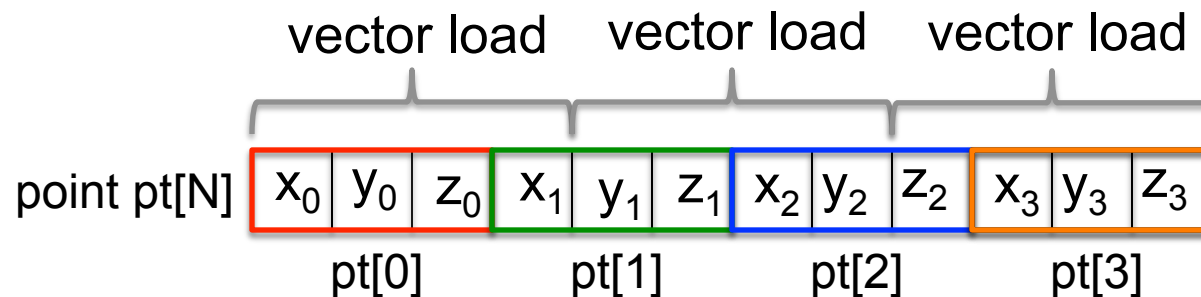 vector load vector load vector load
point pt[N] x₀ y₀ z₀ x₁ y₁ z₁ x₂ y₂ z₂ x₃ y₃ z₃
pt[0] pt[1] pt[2] pt[3]